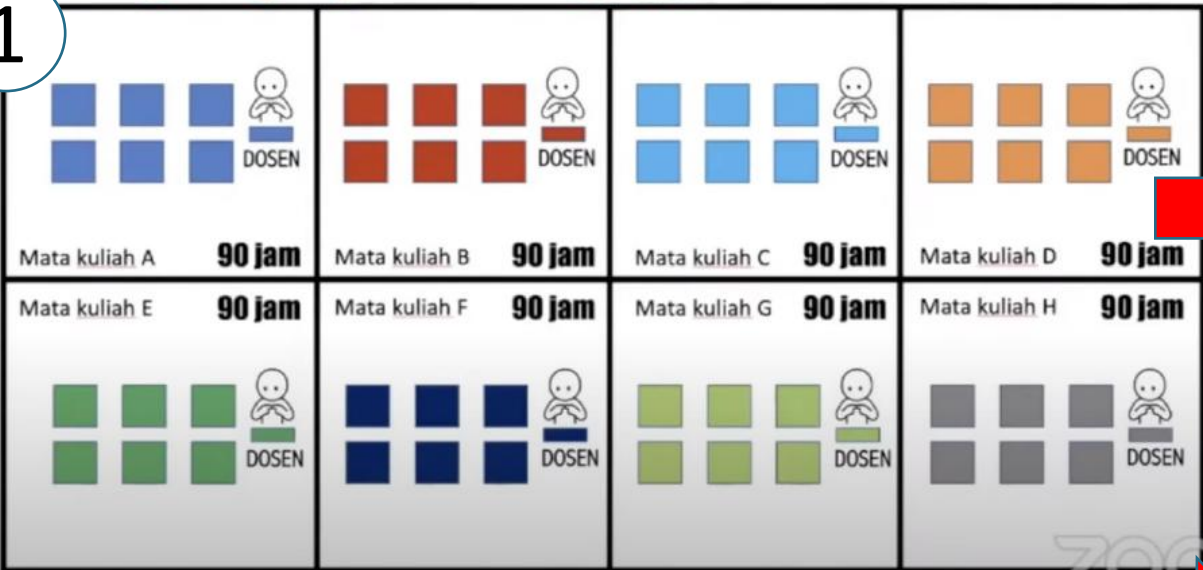 1
DOSEN
DOSEN
DOSEN
DOSEN
Mata kuliah A 90 jam
Mata kuliah B 90 jam
Mata kuliah C 90 jam
Mata kuliah D 90 jam
Mata kuliah E 90 jam
Mata kuliah F 90 jam
Mata kuliah G 90 jam
Mata kuliah H 90 jam
DOSEN
DOSEN
DOSEN
DOSEN